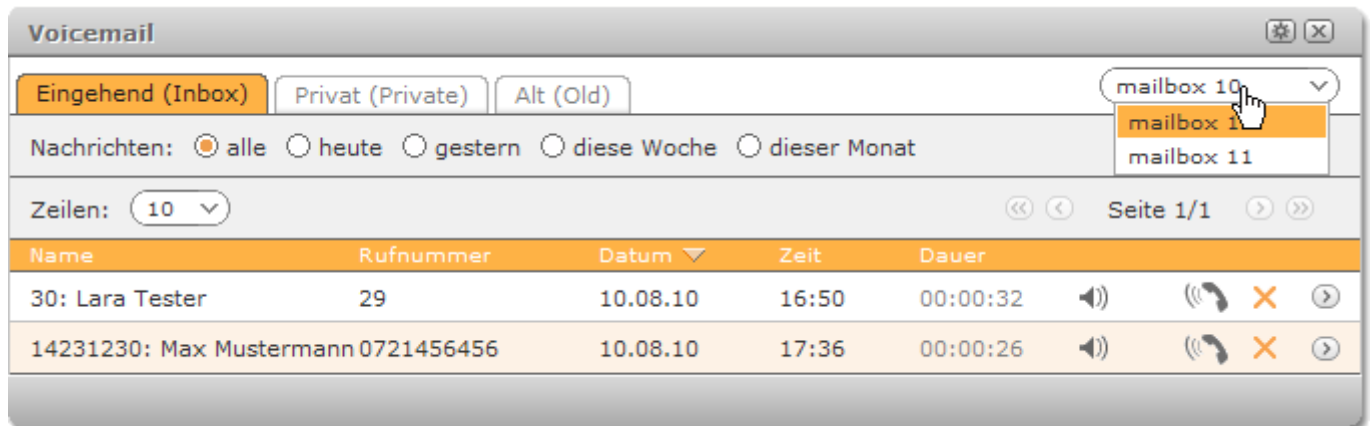 Voicemail
Eingehend (Inbox) Privat (Private) Alt (Old) mailbox 10
mailbox 1
Nachrichten: alle heute gestern diese Woche dieser Monat
mailbox 11
Zeilen: 10 Seite 1/1
Name Rufnummer Datum Zeit Dauer
30: Lara Tester 29 10.08.10 16:50 00:00:32
14231230: Max Mustermann 0721456456 10.08.10 17:36 00:00:26